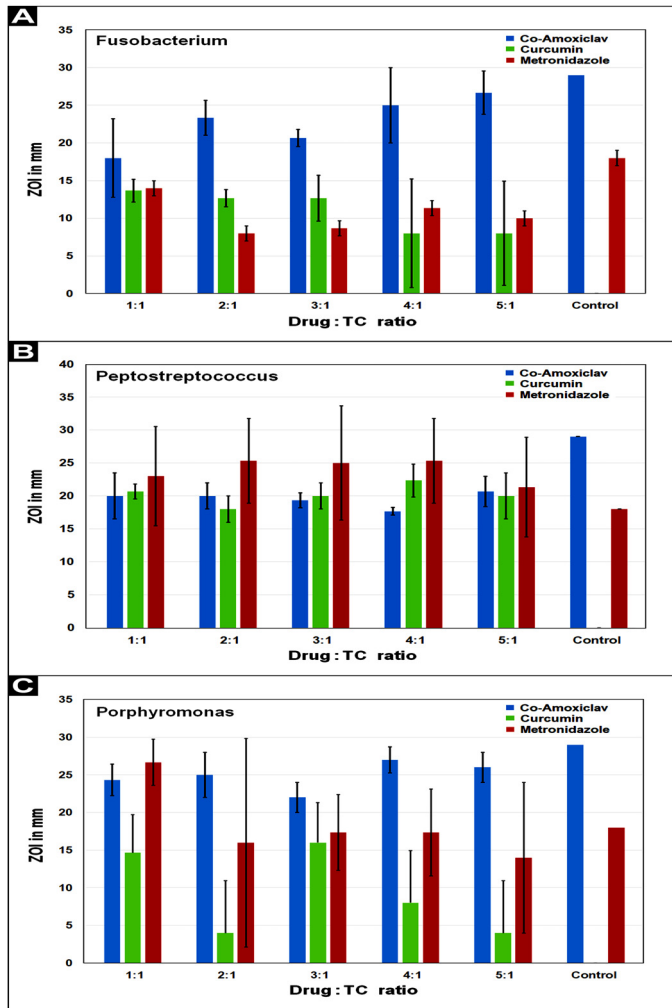 A
Fusobacterium
Co-Amoxiclav
Curcumin
Metronidazole
ZOI in mm
35
30
25
20
15
10
5
0
1:1 2:1 3:1 4:1 5:1 Control
Drug : TC ratio
B
Peptostreptococcus
Co-Amoxiclav
Curcumin
Metronidazole
ZOI in mm
40
35
30
25
20
15
10
5
0
1:1 2:1 3:1 4:1 5:1 Control
Drug : TC ratio
C
Porphyromonas
Co-Amoxiclav
Curcumin
Metronidazole
ZOI in mm
35
30
25
20
15
10
5
0
1:1 2:1 3:1 4:1 5:1 Control
Drug : TC ratio